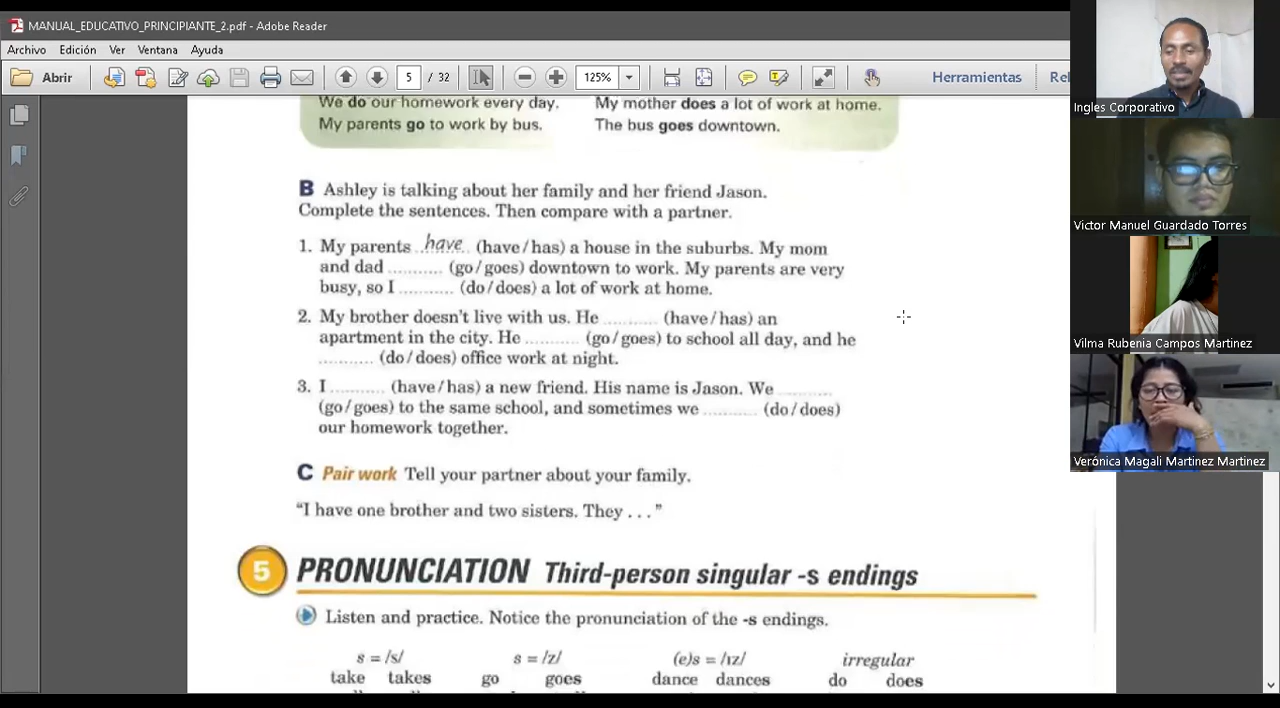 MANUAL_EDUCATIVO_PRINCIPIANTE_2.pdf - Adobe Reader
Archivo Edición Ver Ventana Ayuda
Abrir 5 / 32 125% Herramientas
We do our homework every day. My mother does a lot of work at home.
My parents go to work by bus. The bus goes downtown.
B Ashley is talking about her family and her friend Jason.
Complete the sentences. Then compare with a partner.
1. My parents have (have/has) a house in the suburbs. My mom
and dad .......... (go/goes) downtown to work. My parents are very
busy, so I .......... (do/does) a lot of work at home.
2. My brother doesn't live with us. He .......... (have/has) an
apartment in the city. He .......... (go/goes) to school all day, and he
.......... (do/does) office work at night.
3. I .......... (have/has) a new friend. His name is Jason. We ..........
(go/goes) to the same school, and sometimes we .......... (do/does)
our homework together.
C Pair work Tell your partner about your family.
"I have one brother and two sisters. They . . . "
5 PRONUNCIATION Third-person singular -s endings
Listen and practice. Notice the pronunciation of the -s endings.
s = /s/ s = /z/ (e)s = /ɪz/ irregular
take takes go goes dance dances do does
Ingles Corporativo
Victor Manuel Guardado Torres
Vilma Rubenia Campos Martinez
Verónica Magali Martinez Martinez